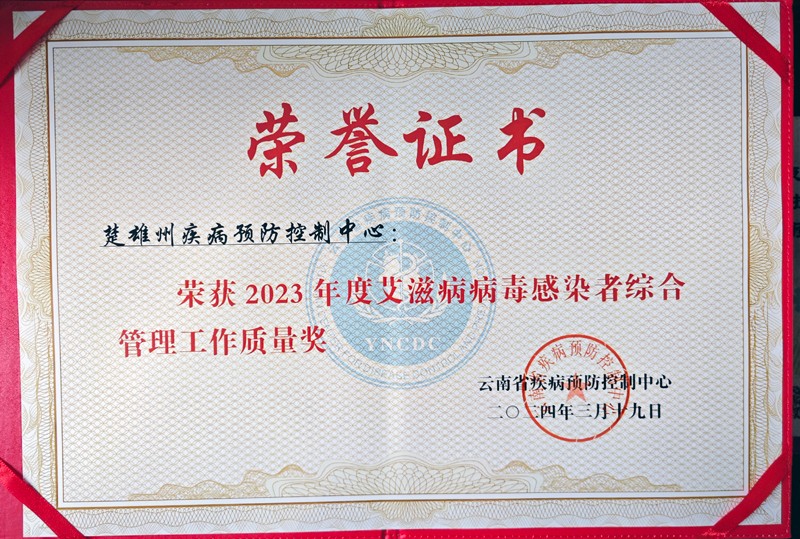 荣誉证书
楚雄州疾病预防控制中心：
荣获2023年度艾滋病病毒感染者综合
管理工作质量奖
YNCDC
云南省疾病预防控制中心
二〇二四年三月十九日